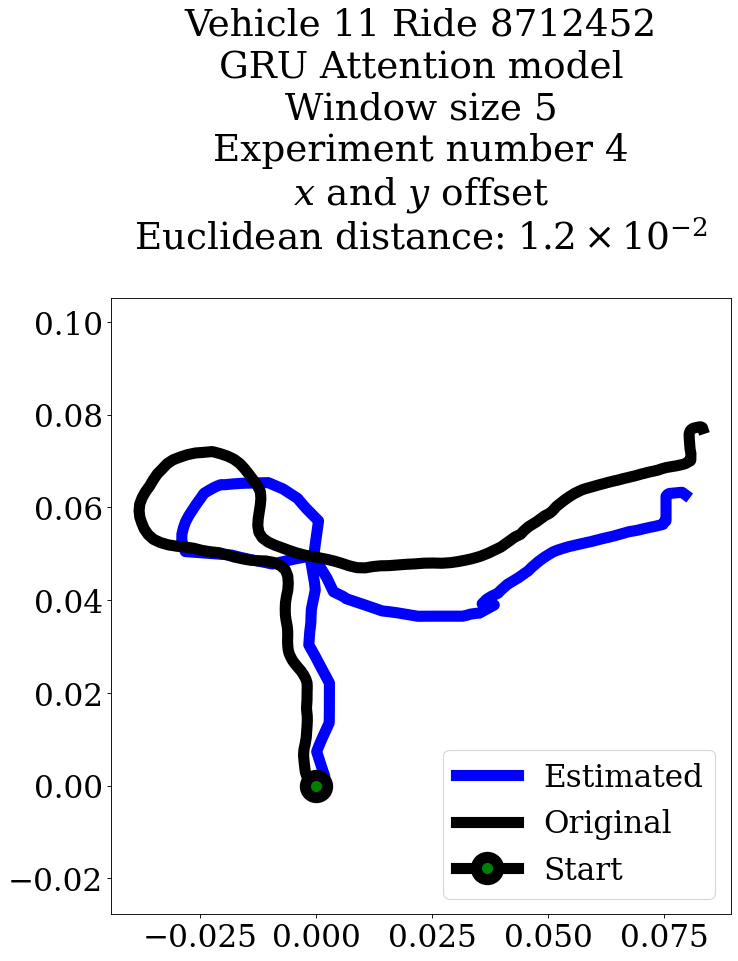 Vehicle 11 Ride 8712452
GRU Attention model
Window size 5
Experiment number 4
x and y offset
Euclidean distance: 1.2 × 10⁻²
0.10
0.08
0.06
0.04
0.02
0.00
−0.02
Estimated
Original
Start
−0.025 0.000 0.025 0.050 0.075